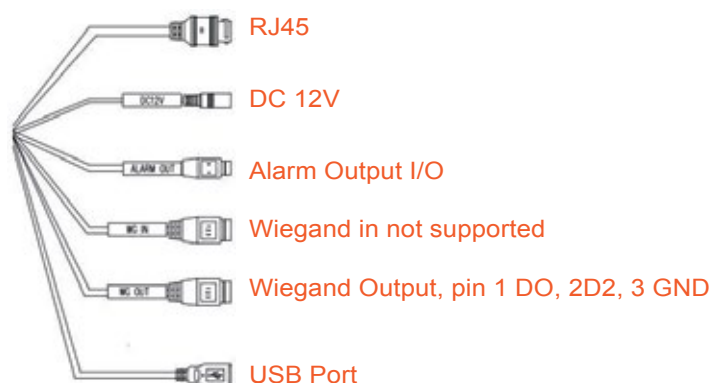 RJ45
DC12V
DC 12V
ALARM OUT
Alarm Output I/O
WG IN
Wiegand in not supported
WG OUT
Wiegand Output, pin 1 DO, 2D2, 3 GND
USB Port